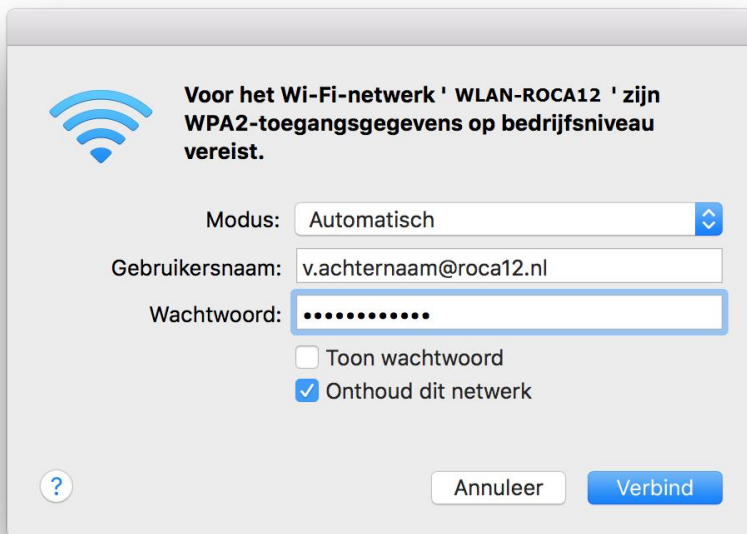 Voor het Wi-Fi-netwerk ' WLAN-ROCA12 ' zijn
WPA2-toegangsgegevens op bedrijfsniveau
vereist.
Modus: Automatisch
Gebruikersnaam: v.achternaam@roca12.nl
Wachtwoord: ••••••••••••
Toon wachtwoord
Onthoud dit netwerk
? Annuleer Verbind